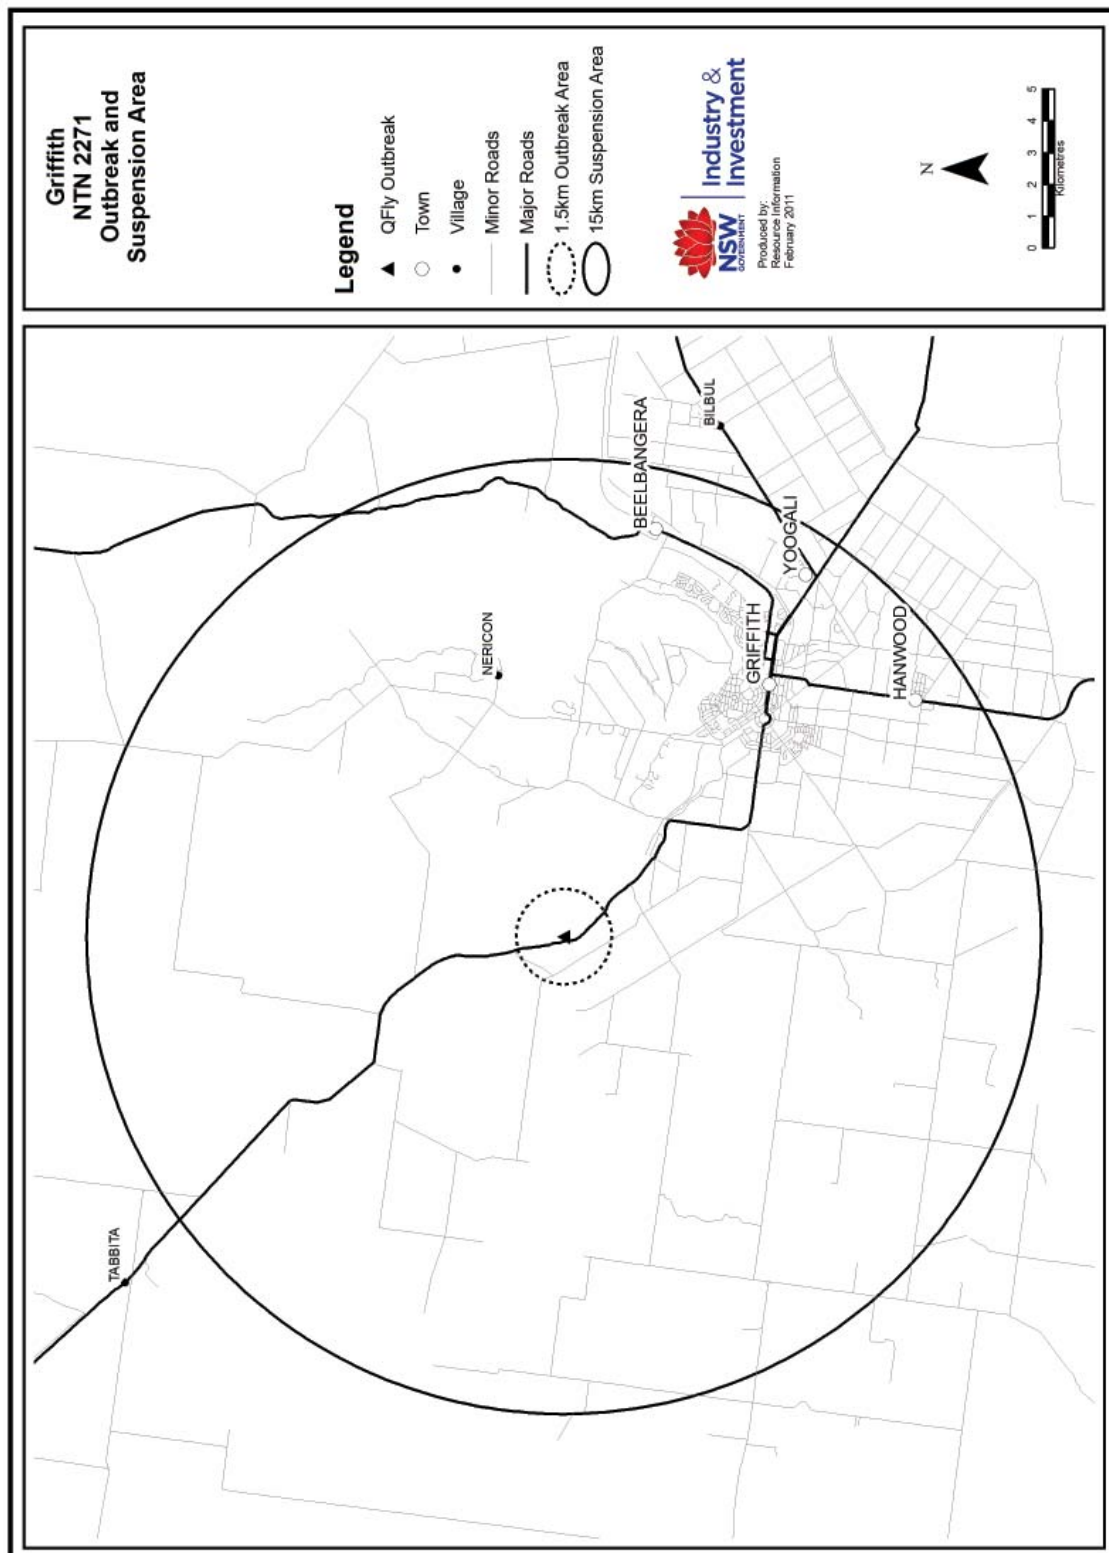 Griffith
NTN 2271
Outbreak and
Suspension Area
Legend
QFly Outbreak
Town
Village
Minor Roads
Major Roads
1.5km Outbreak Area
15km Suspension Area
NSW
GOVERNMENT
Industry &
Investment
Produced by:
Resource Information
February 2011
N
0 1 2 3 4 5
Kilometres
TABBITA
NERICON
BEELBANGERA
BILBUL
YOOGALI
GRIFFITH
HANWOOD